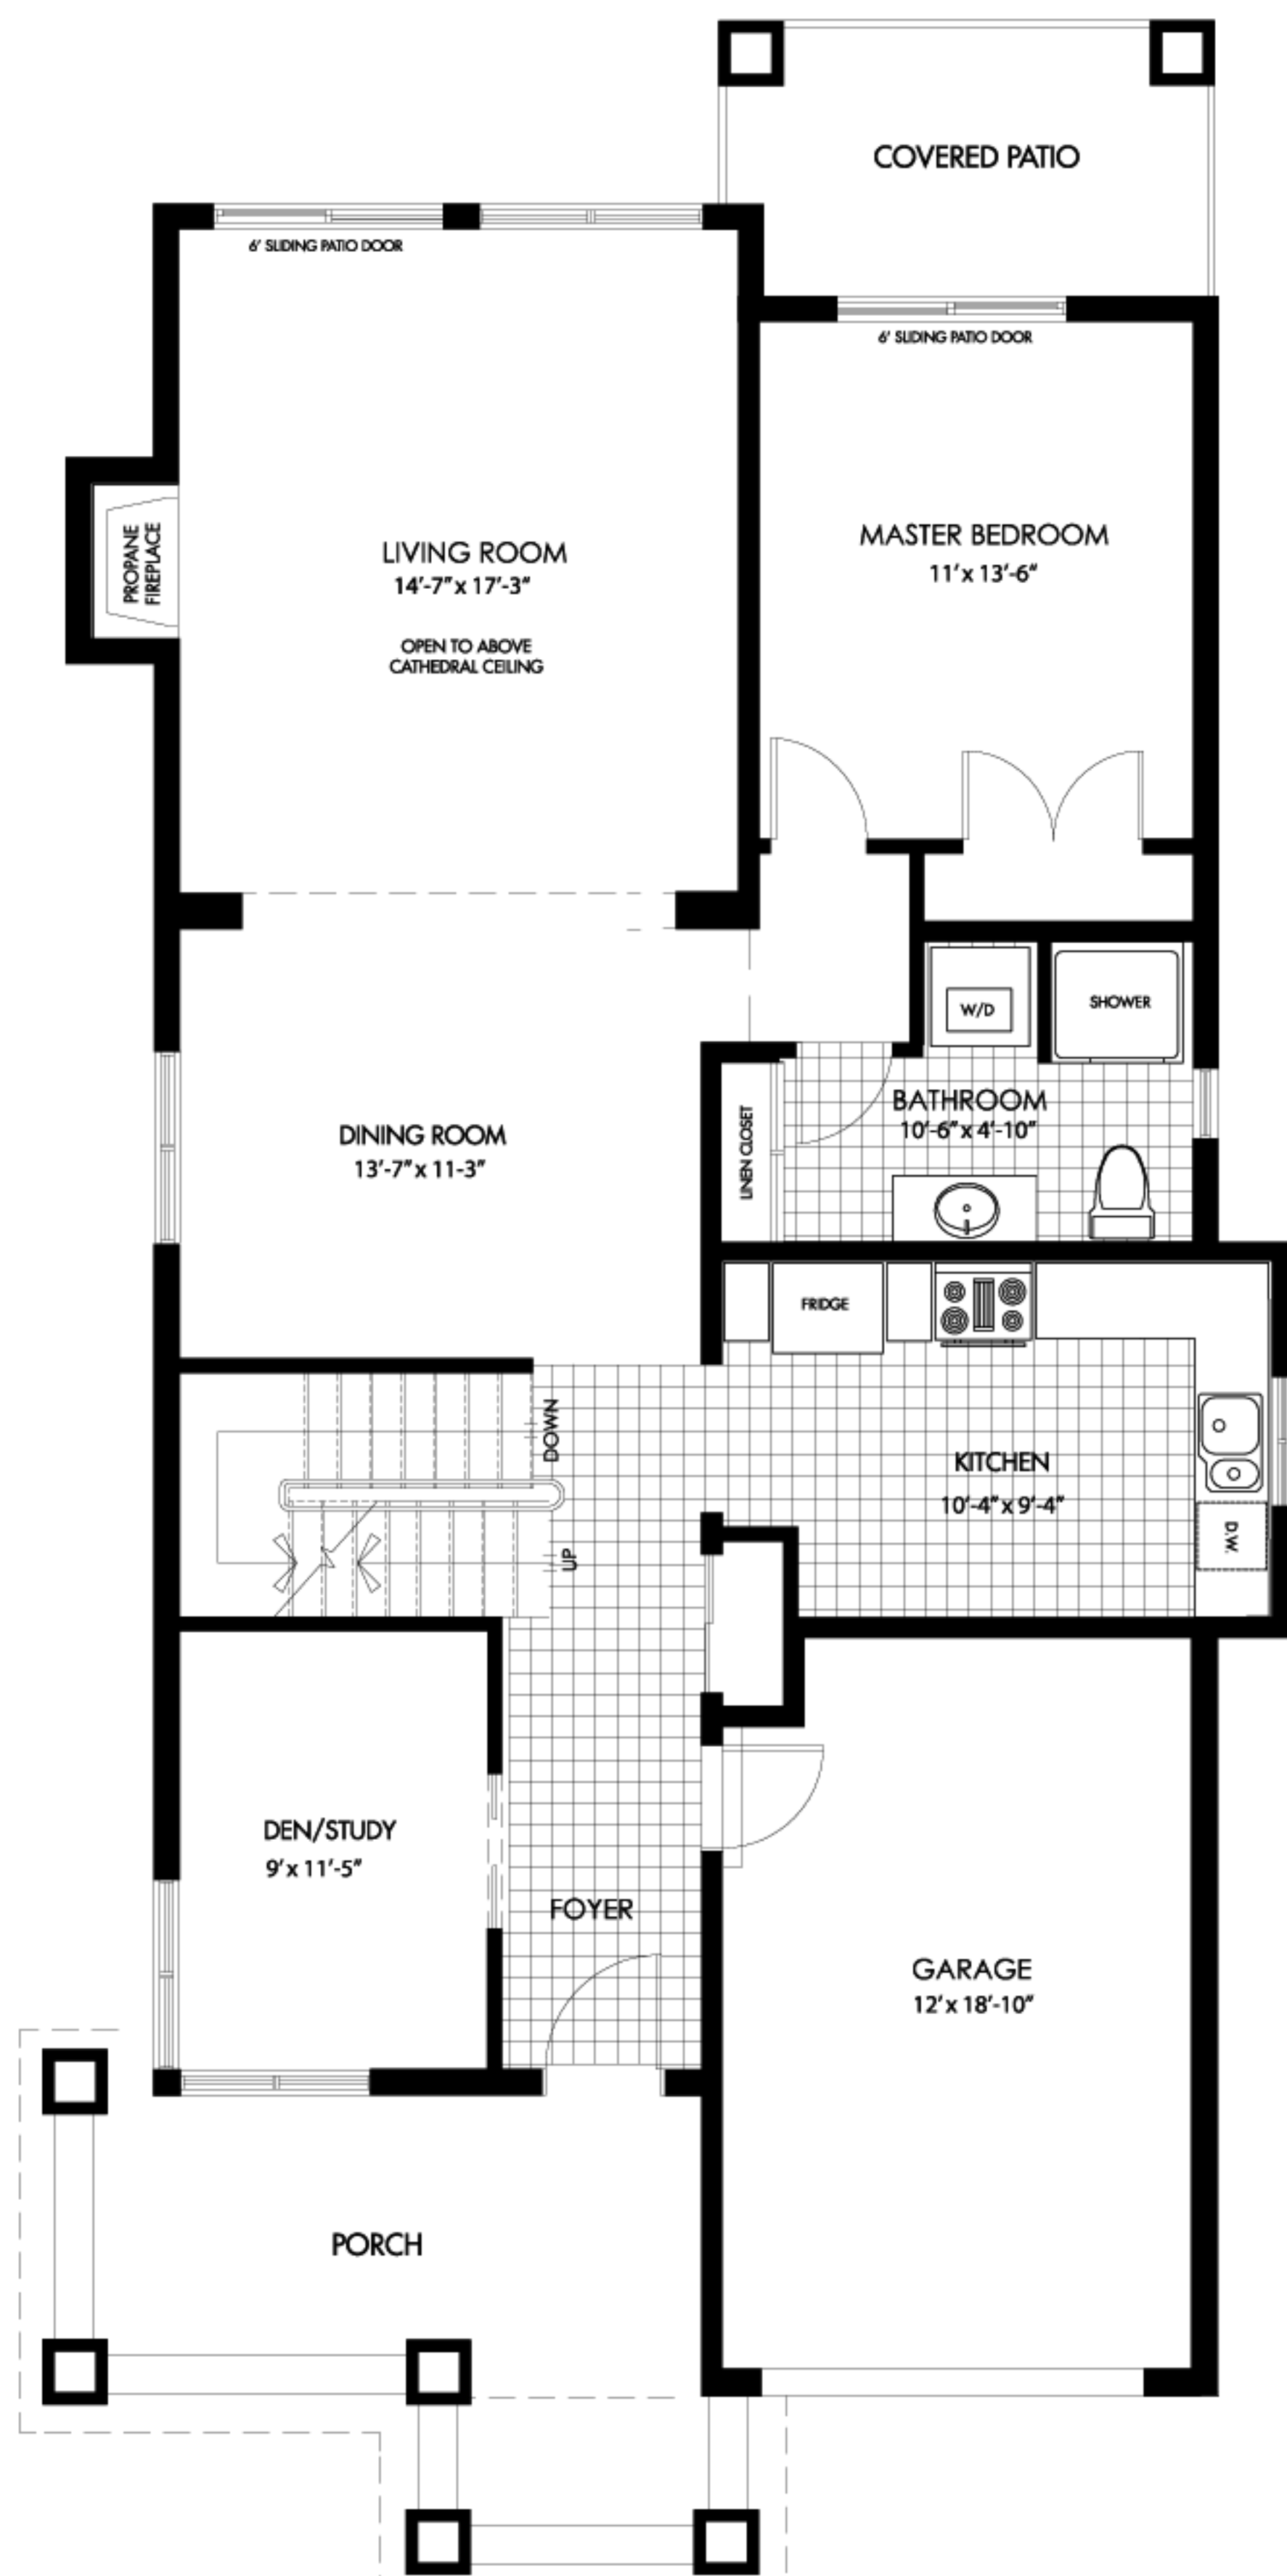 COVERED PATIO
6' SLIDING PATIO DOOR
6' SLIDING PATIO DOOR
PROPANE
FIREPLACE
LIVING ROOM
14'-7" x 17'-3"
OPEN TO ABOVE
CATHEDRAL CEILING
MASTER BEDROOM
11' x 13'-6"
W/D
SHOWER
BATHROOM
10'-6" x 4'-10"
LINEN CLOSET
DINING ROOM
13'-7" x 11-3"
FRIDGE
DOWN
KITCHEN
10'-4" x 9'-4"
D.W.
UP
DEN/STUDY
9' x 11'-5"
FOYER
GARAGE
12' x 18'-10"
PORCH